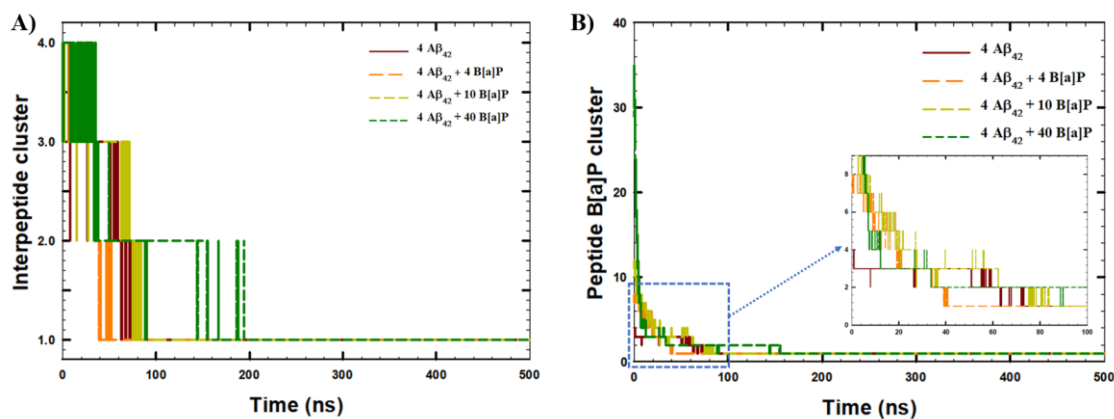 A)
4.0
3.0
2.0
1.0
Interpeptide cluster
4 Aβ₄₂
4 Aβ₄₂ + 4 B[a]P
4 Aβ₄₂ + 10 B[a]P
4 Aβ₄₂ + 40 B[a]P
0 100 200 300 400 500
Time (ns)
B)
40
30
20
10
0
Peptide B[a]P cluster
4 Aβ₄₂
4 Aβ₄₂ + 4 B[a]P
4 Aβ₄₂ + 10 B[a]P
4 Aβ₄₂ + 40 B[a]P
8
6
4
2
0
0 20 40 60 80 100
0 100 200 300 400 500
Time (ns)